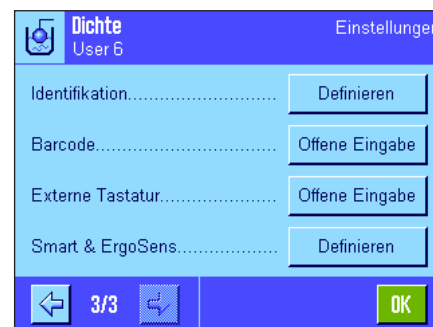 Dichte
Einstellunge
User 6
Identifikation.......................... Definieren
Barcode................................ Offene Eingabe
Externe Tastatur..................... Offene Eingabe
Smart & ErgoSens.................. Definieren
3/3
OK